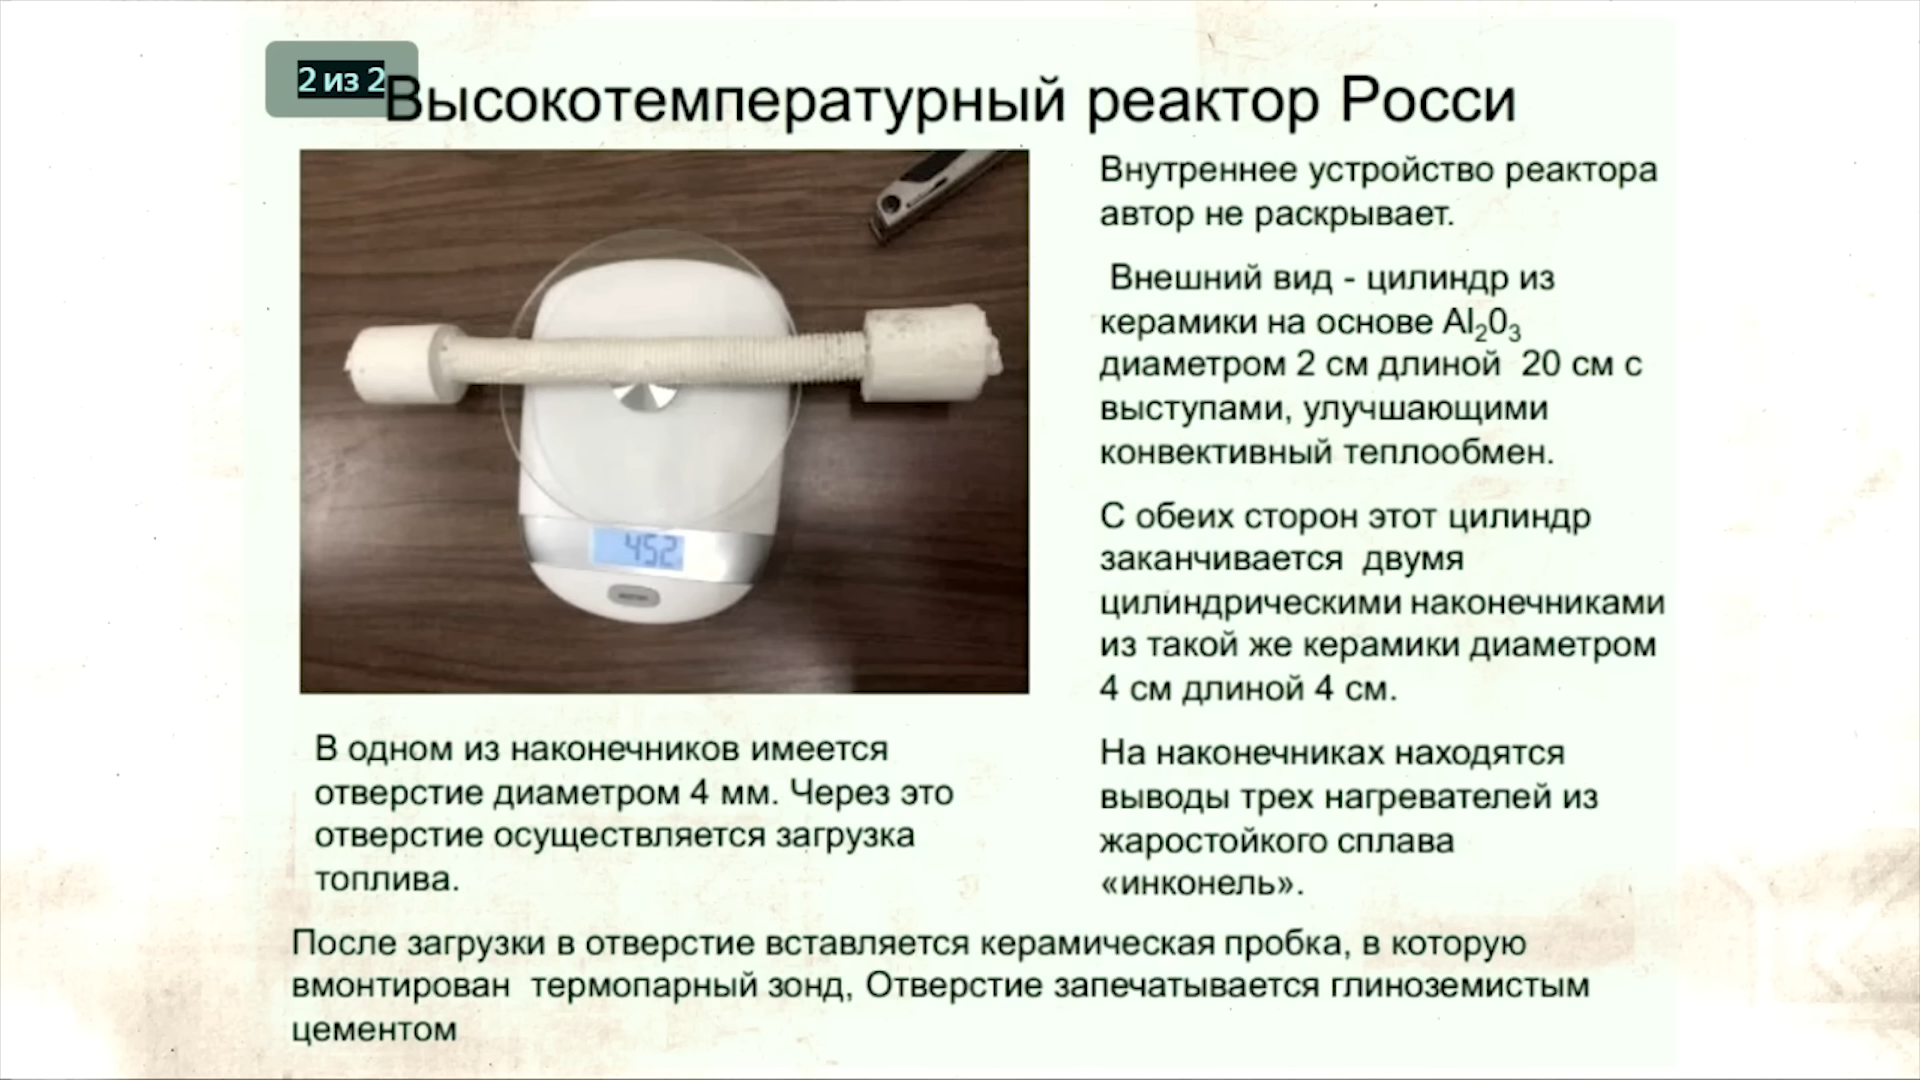 2 из 2
Высокотемпературный реактор Росси
Внутреннее устройство реактора
автор не раскрывает.
Внешний вид - цилиндр из
керамики на основе Al₂0₃
диаметром 2 см длиной 20 см с
выступами, улучшающими
конвективный теплообмен.
С обеих сторон этот цилиндр
заканчивается двумя
цилиндрическими наконечниками
из такой же керамики диаметром
4 см длиной 4 см.
На наконечниках находятся
выводы трех нагревателей из
жаростойкого сплава
«инконель».
452
В одном из наконечников имеется
отверстие диаметром 4 мм. Через это
отверстие осуществляется загрузка
топлива.
После загрузки в отверстие вставляется керамическая пробка, в которую
вмонтирован термопарный зонд, Отверстие запечатывается глиноземистым
цементом